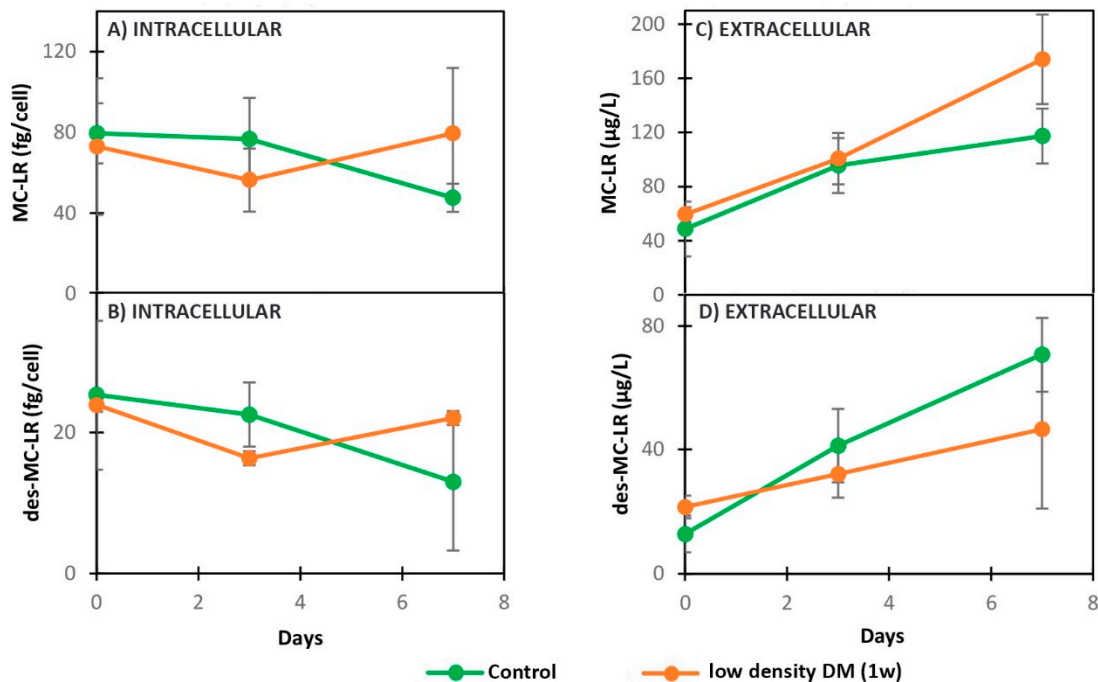 A) INTRACELLULAR
MC-LR (fg/cell)
120
80
40
0
B) INTRACELLULAR
des-MC-LR (fg/cell)
20
0
0 2 4 6 8
Days
C) EXTRACELLULAR
MC-LR (µg/L)
200
160
120
80
40
0
D) EXTRACELLULAR
des-MC-LR (µg/L)
80
40
0
0 2 4 6 8
Days
Control
low density DM (1w)